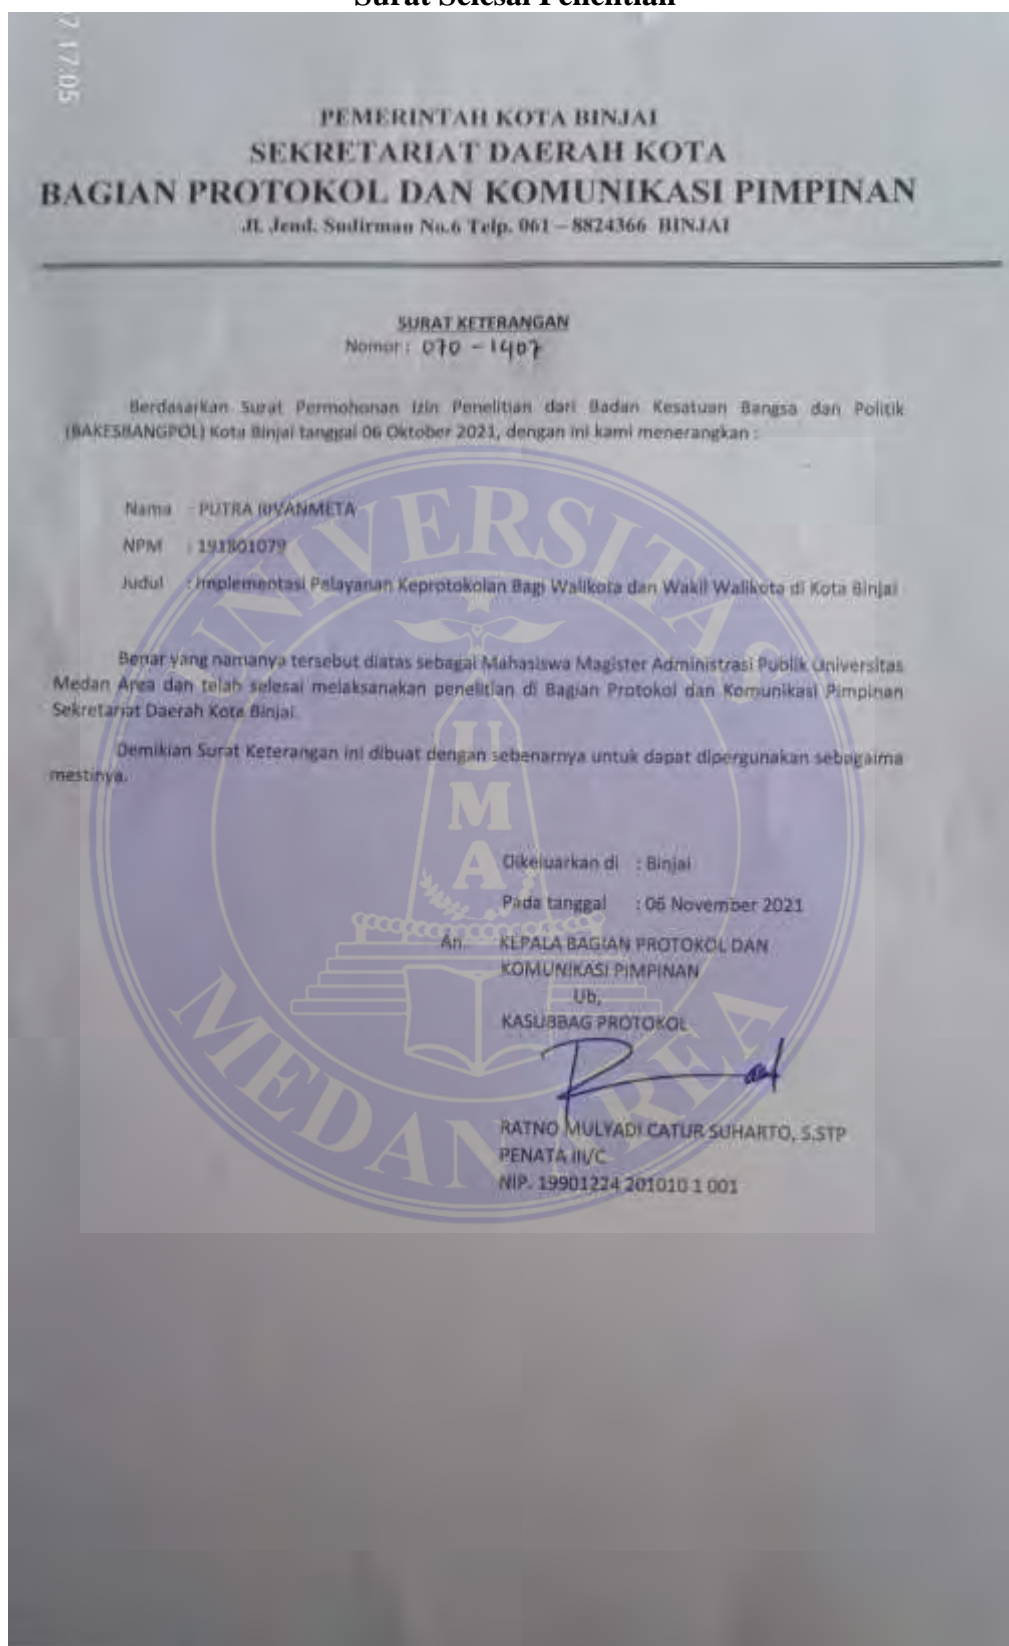 Surat Selesai Penelitian
7 17:05
PEMERINTAH KOTA BINJAI
SEKRETARIAT DAERAH KOTA
BAGIAN PROTOKOL DAN KOMUNIKASI PIMPINAN
Jl. Jend. Sudirman No.6 Telp. 061 – 8824366 BINJAI
SURAT KETERANGAN
Nomor : 070 - 1407
Berdasarkan Surat Permohonan Izin Penelitian dari Badan Kesatuan Bangsa dan Politik
(BAKESBANGPOL) Kota Binjai tanggal 06 Oktober 2021, dengan ini kami menerangkan :
Nama : PUTRA RIVANMETA
NPM : 191801079
Judul : Implementasi Pelayanan Keprotokolan Bagi Walikota dan Wakil Walikota di Kota Binjai
Benar yang namanya tersebut diatas sebagai Mahasiswa Magister Administrasi Publik Universitas
Medan Area dan telah selesai melaksanakan penelitian di Bagian Protokol dan Komunikasi Pimpinan
Sekretariat Daerah Kota Binjai.
Demikian Surat Keterangan ini dibuat dengan sebenarnya untuk dapat dipergunakan sebagaima
mestinya.
Dikeluarkan di : Binjai
Pada tanggal : 06 November 2021
An. KEPALA BAGIAN PROTOKOL DAN
KOMUNIKASI PIMPINAN
Ub,
KASUBBAG PROTOKOL
RATNO MULYADI CATUR SUHARTO, S.STP
PENATA III/C
NIP. 19901224 201010 1 001
UNIVERSITAS
UMA
MEDAN AREA